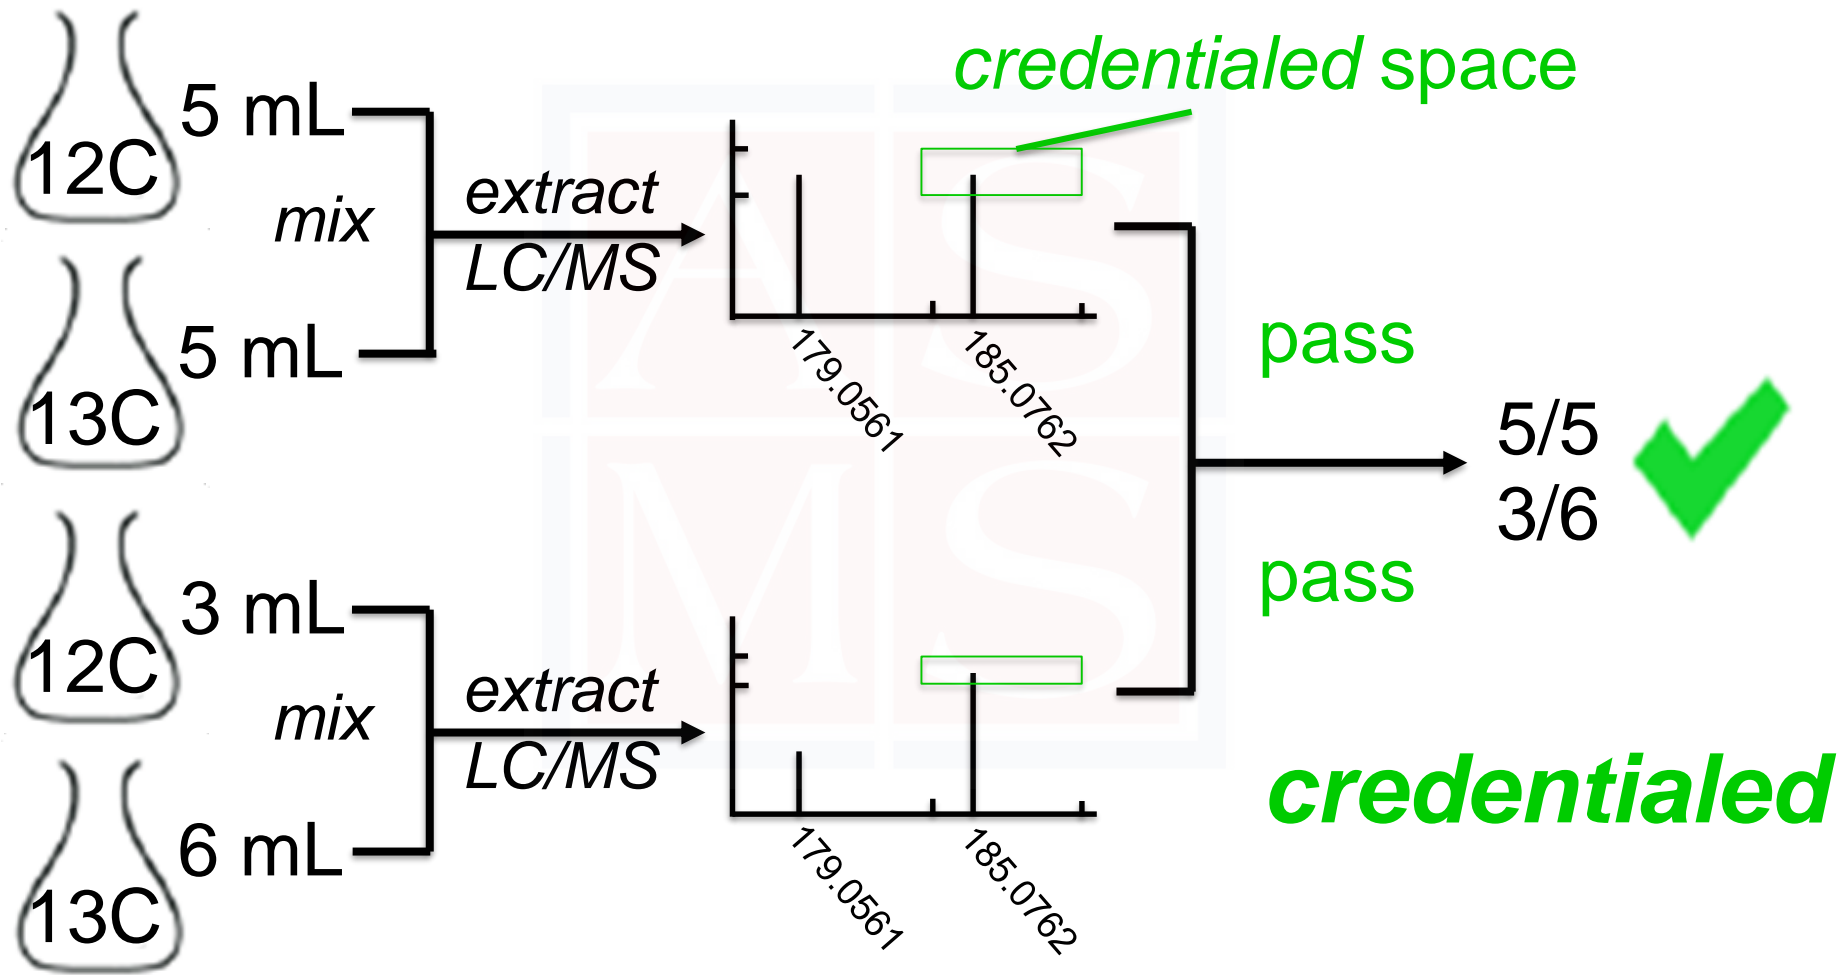 credentialed space
12C
5 mL
mix
13C
5 mL
extract
LC/MS
179.0561
185.0762
pass
5/5
3/6
pass
12C
3 mL
mix
13C
6 mL
extract
LC/MS
179.0561
185.0762
credentialed
A S
M S